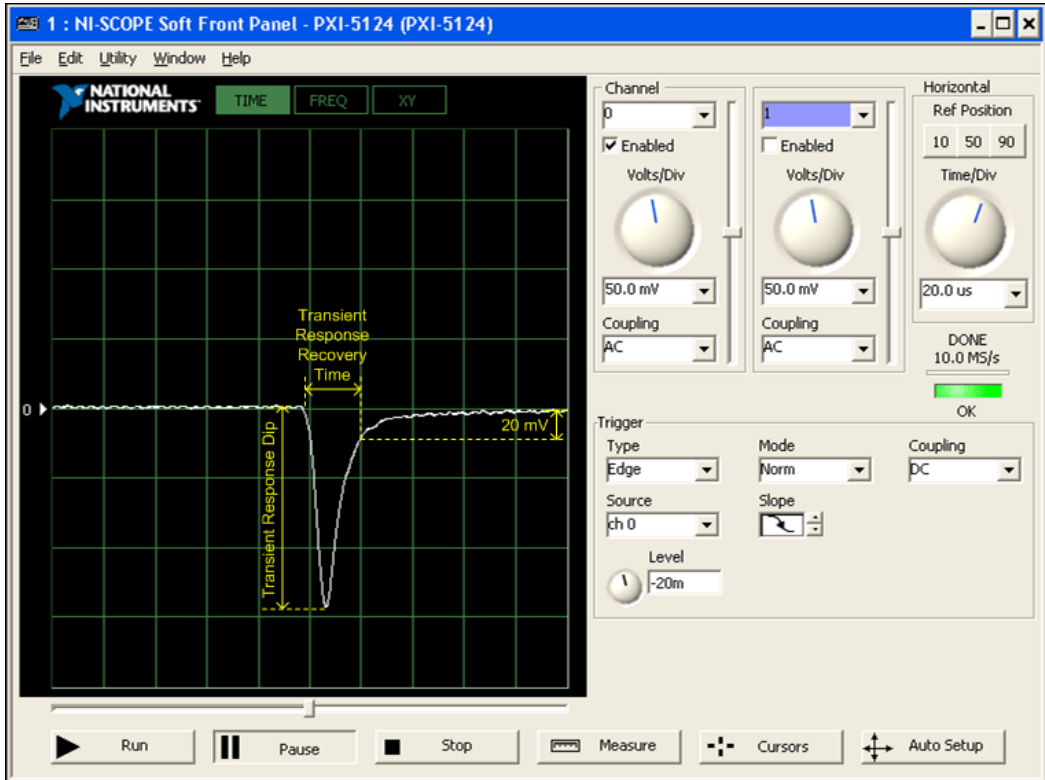 1 : NI-SCOPE Soft Front Panel - PXI-5124 (PXI-5124)
File Edit Utility Window Help
NATIONAL
INSTRUMENTS
TIME FREQ XY
Transient
Response
Recovery
Time
0
20 mV
Transient Response Dip
Channel
0
1
Enabled
Enabled
Volts/Div
Volts/Div
50.0 mV
50.0 mV
Coupling
Coupling
AC
AC
Horizontal
Ref Position
10 50 90
Time/Div
20.0 us
DONE
10.0 MS/s
OK
Trigger
Type
Mode
Coupling
Edge
Norm
DC
Source
Slope
ch 0
Level
-20m
Run
Pause
Stop
Measure
Cursors
Auto Setup